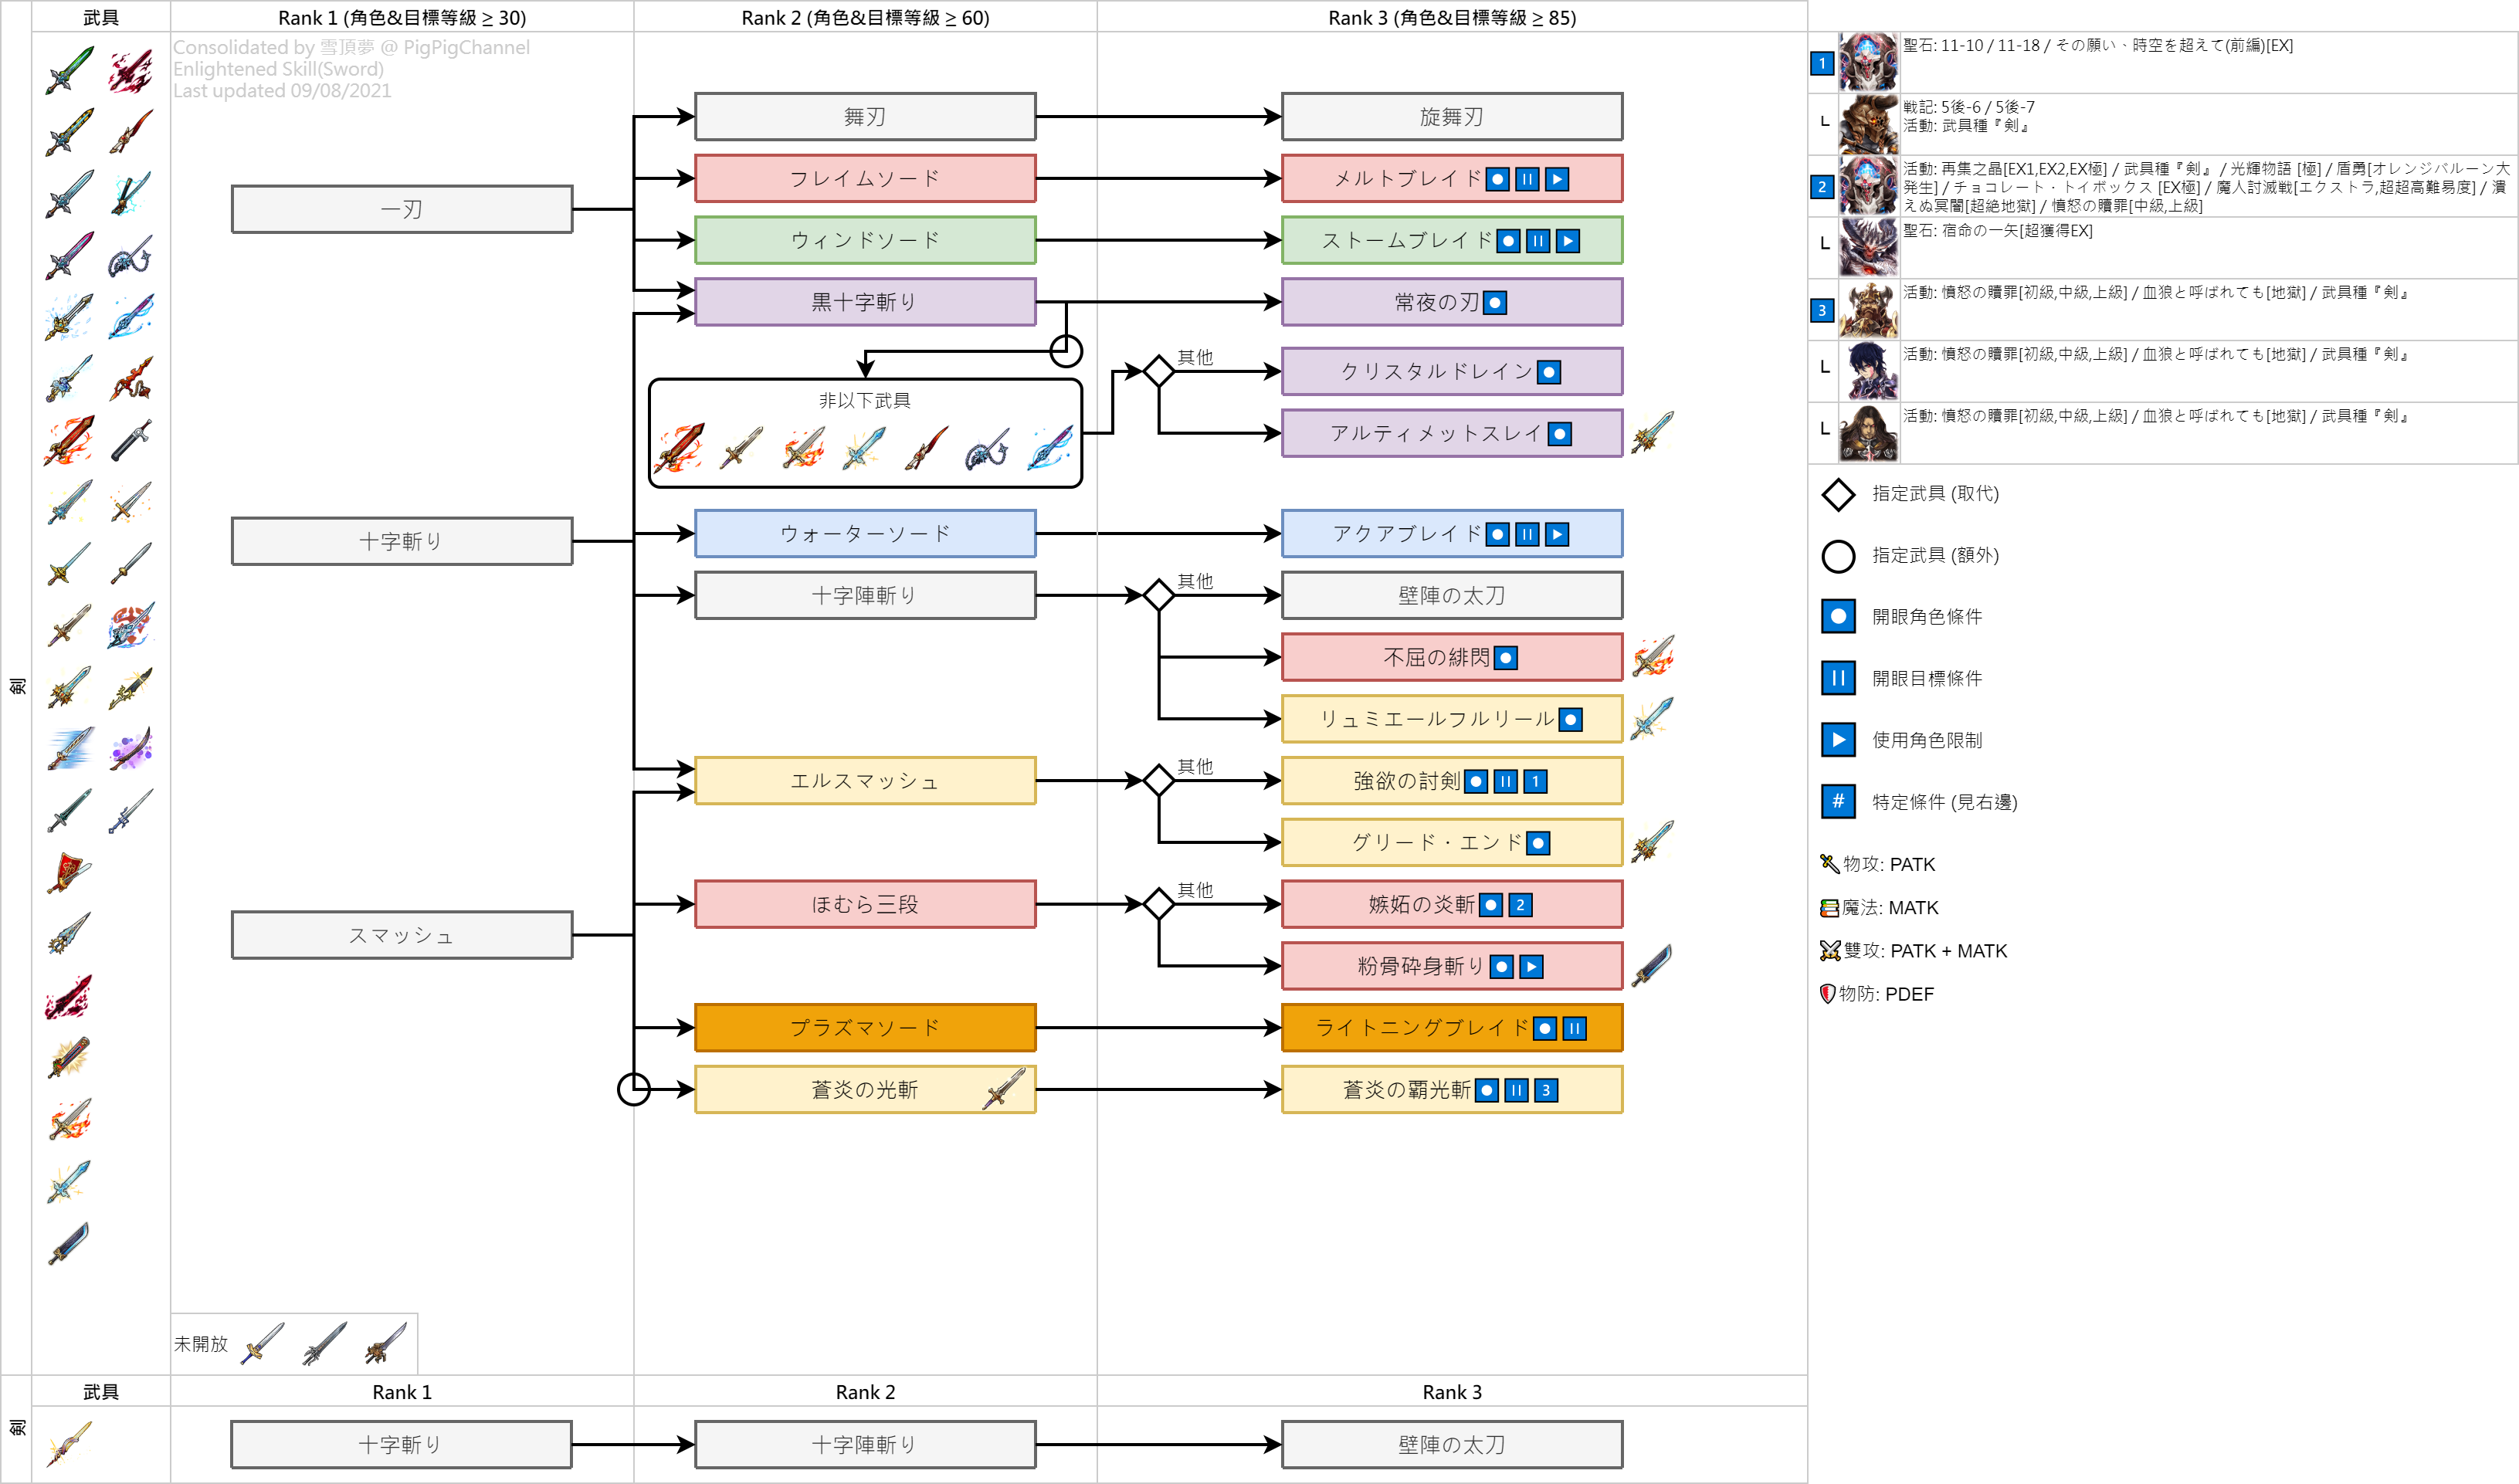 武具
Rank 1 (角色&目標等級 ≥ 30)
Rank 2 (角色&目標等級 ≥ 60)
Rank 3 (角色&目標等級 ≥ 85)
Consolidated by 雪頂夢 @ PigPigChannel
Enlightened Skill(Sword)
Last updated 09/08/2021
剣
一刃
十字斬り
スマッシュ
舞刃
フレイムソード
ウィンドソード
黒十字斬り
非以下武具
ウォーターソード
十字陣斬り
エルスマッシュ
ほむら三段
プラズマソード
蒼炎の光斬
旋舞刃
メルトブレイド
ストームブレイド
常夜の刃
其他
クリスタルドレイン
アルティメットスレイ
アクアブレイド
其他
壁陣の太刀
不屈の緋閃
リュミエールフルリール
其他
強欲の討剣 1
グリード・エンド
其他
嫉妬の炎斬 2
粉骨砕身斬り
ライトニングブレイド
蒼炎の覇光斬 3
未開放
1
聖石: 11-10 / 11-18 / その願い、時空を超えて(前編)[EX]
L
戦記: 5後-6 / 5後-7
活動: 武具種『剣』
2
活動: 再集之晶[EX1,EX2,EX極] / 武具種『剣』 / 光輝物語 [極] / 盾勇[オレンジバルーン大
発生] / チョコレート・トイボックス [EX極] / 魔人討滅戦[エクストラ,超超高難易度] / 潰
えぬ冥闇[超絶地獄] / 憤怒の贖罪[中級,上級]
L
聖石: 宿命の一矢[超獲得EX]
3
活動: 憤怒の贖罪[初級,中級,上級] / 血狼と呼ばれても[地獄] / 武具種『剣』
L
活動: 憤怒の贖罪[初級,中級,上級] / 血狼と呼ばれても[地獄] / 武具種『剣』
L
活動: 憤怒の贖罪[初級,中級,上級] / 血狼と呼ばれても[地獄] / 武具種『剣』
指定武具 (取代)
指定武具 (額外)
開眼角色條件
開眼目標條件
使用角色限制
# 特定條件 (見右邊)
物攻: PATK
魔法: MATK
雙攻: PATK + MATK
物防: PDEF
武具
Rank 1
Rank 2
Rank 3
剣
十字斬り
十字陣斬り
壁陣の太刀